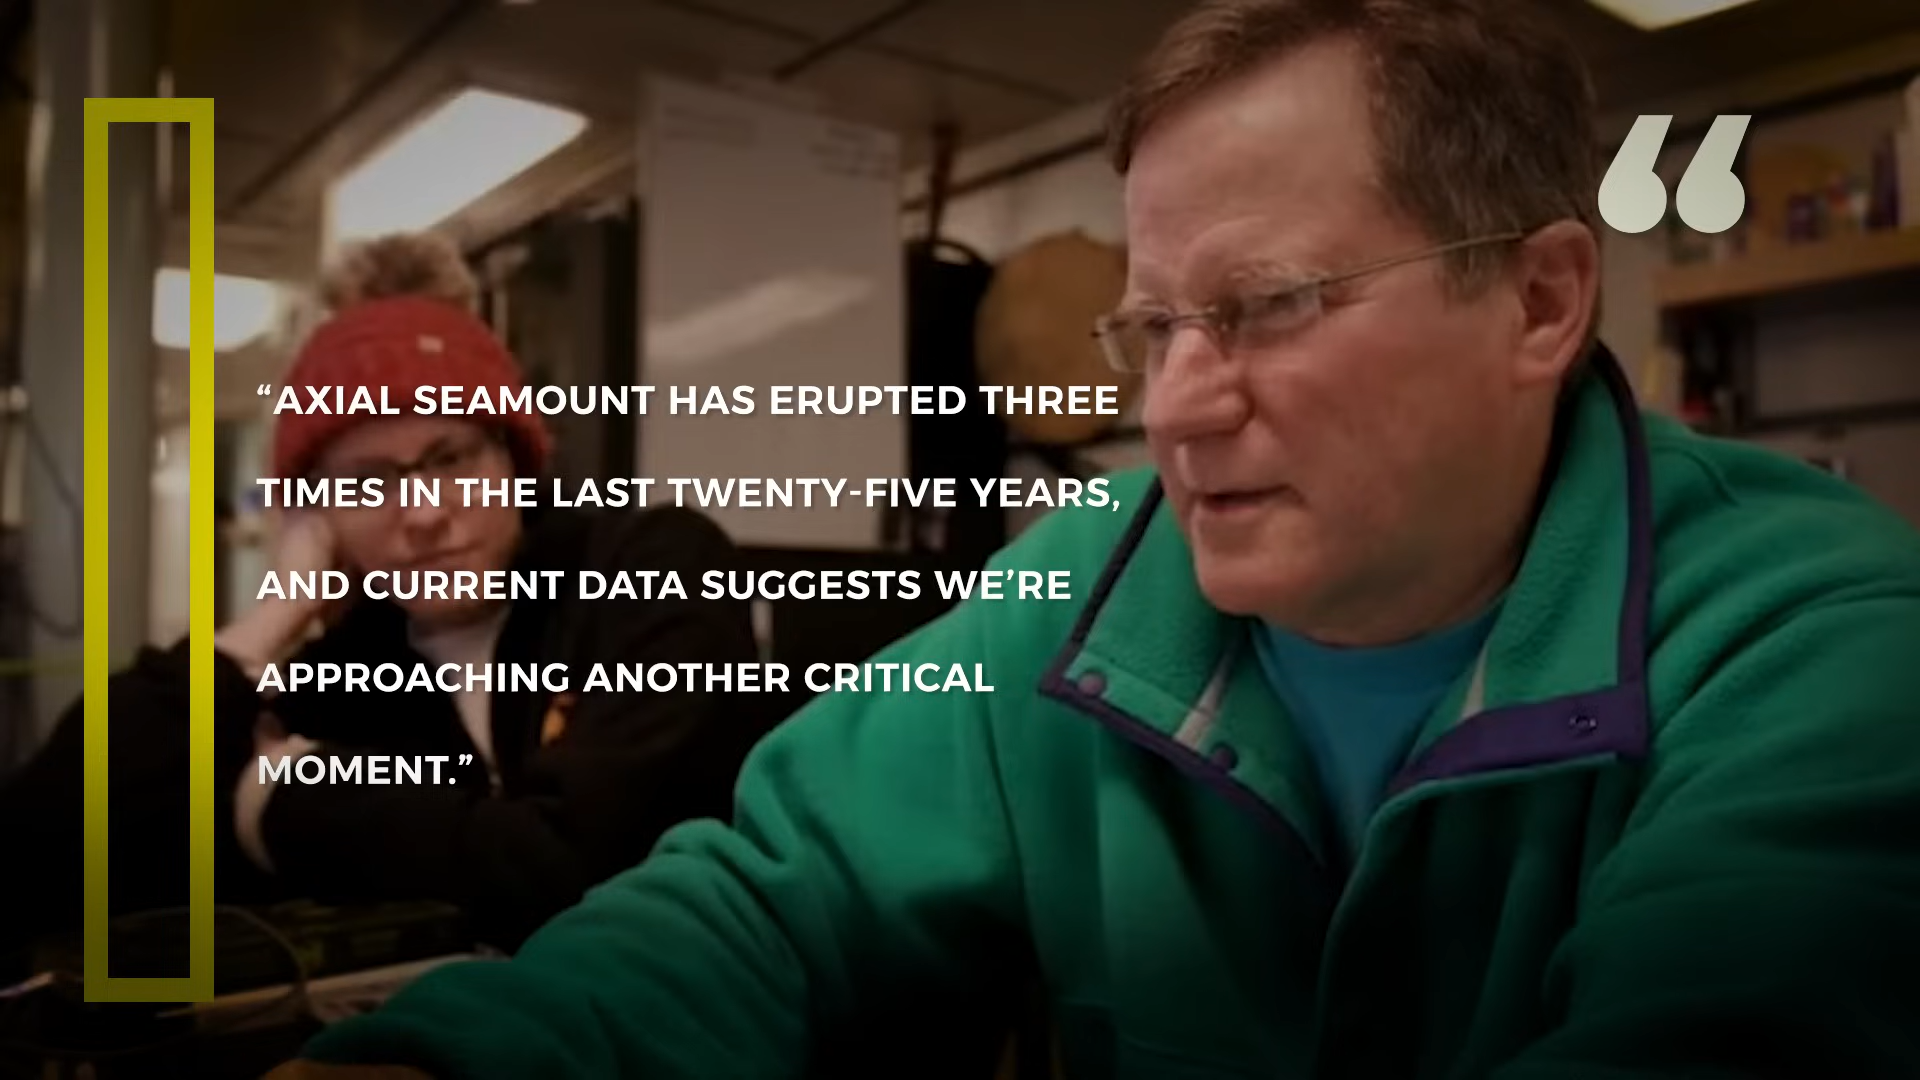 “AXIAL SEAMOUNT HAS ERUPTED THREE
TIMES IN THE LAST TWENTY-FIVE YEARS,
AND CURRENT DATA SUGGESTS WE’RE
APPROACHING ANOTHER CRITICAL
MOMENT.”